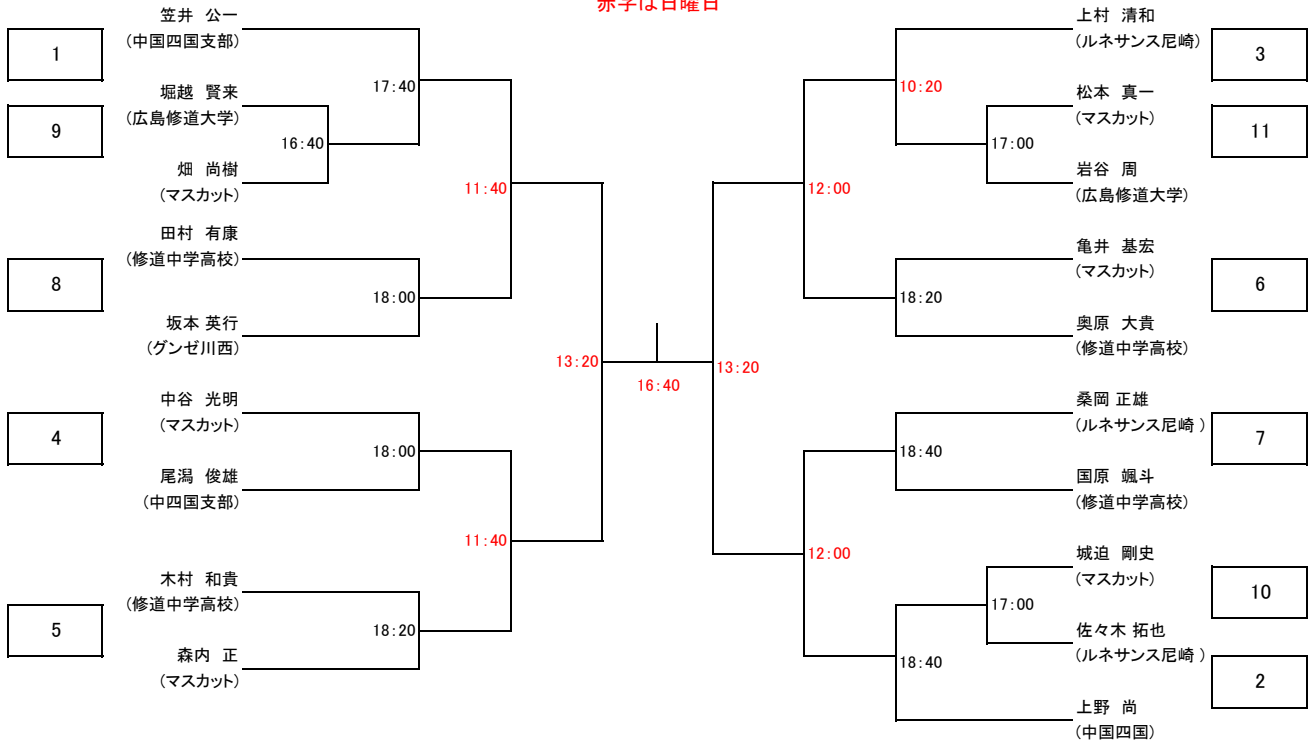 赤字は日曜日
笠井 公一
(中国四国支部)
1
17:40
堀越 賢来
(広島修道大学)
9
16:40
畑 尚樹
(マスカット)
11:40
田村 有康
(修道中学高校)
8
18:00
坂本 英行
(グンゼ川西)
13:20
中谷 光明
(マスカット)
4
18:00
尾潟 俊雄
(中四国支部)
11:40
木村 和貴
(修道中学高校)
5
18:20
森内 正
(マスカット)
16:40
上村 清和
(ルネサンス尼崎)
3
10:20
松本 真一
(マスカット)
11
17:00
岩谷 周
(広島修道大学)
12:00
亀井 基宏
(マスカット)
6
18:20
奥原 大貴
(修道中学高校)
13:20
桑岡 正雄
(ルネサンス尼崎 )
7
18:40
国原 颯斗
(修道中学高校)
12:00
城迫 剛史
(マスカット)
10
17:00
佐々木 拓也
(ルネサンス尼崎 )
18:40
2
上野 尚
(中国四国)